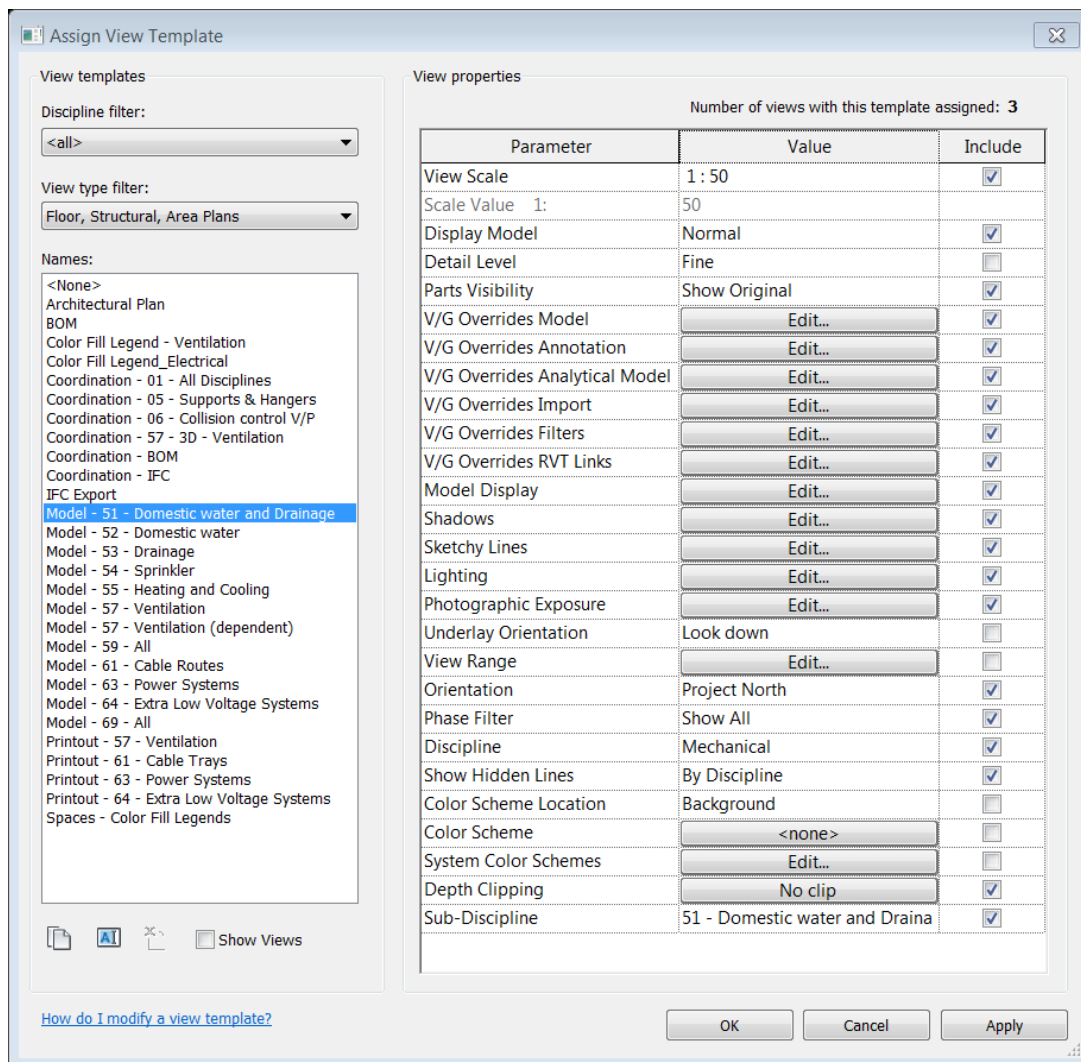 Assign View Template
View templates
Discipline filter:
<all>
View type filter:
Floor, Structural, Area Plans
Names:
<None>
Architectural Plan
BOM
Color Fill Legend - Ventilation
Color Fill Legend_Electrical
Coordination - 01 - All Disciplines
Coordination - 05 - Supports & Hangers
Coordination - 06 - Collision control V/P
Coordination - 57 - 3D - Ventilation
Coordination - BOM
Coordination - IFC
IFC Export
Model - 51 - Domestic water and Drainage
Model - 52 - Domestic water
Model - 53 - Drainage
Model - 54 - Sprinkler
Model - 55 - Heating and Cooling
Model - 57 - Ventilation
Model - 57 - Ventilation (dependent)
Model - 59 - All
Model - 61 - Cable Routes
Model - 63 - Power Systems
Model - 64 - Extra Low Voltage Systems
Model - 69 - All
Printout - 57 - Ventilation
Printout - 61 - Cable Trays
Printout - 63 - Power Systems
Printout - 64 - Extra Low Voltage Systems
Spaces - Color Fill Legends
Show Views
How do I modify a view template?
View properties
Number of views with this template assigned: 3
Parameter Value Include
View Scale 1 : 50
Scale Value 1: 50
Display Model Normal
Detail Level Fine
Parts Visibility Show Original
V/G Overrides Model Edit...
V/G Overrides Annotation Edit...
V/G Overrides Analytical Model Edit...
V/G Overrides Import Edit...
V/G Overrides Filters Edit...
V/G Overrides RVT Links Edit...
Model Display Edit...
Shadows Edit...
Sketchy Lines Edit...
Lighting Edit...
Photographic Exposure Edit...
Underlay Orientation Look down
View Range Edit...
Orientation Project North
Phase Filter Show All
Discipline Mechanical
Show Hidden Lines By Discipline
Color Scheme Location Background
Color Scheme <none>
System Color Schemes Edit...
Depth Clipping No clip
Sub-Discipline 51 - Domestic water and Draina
OK Cancel Apply